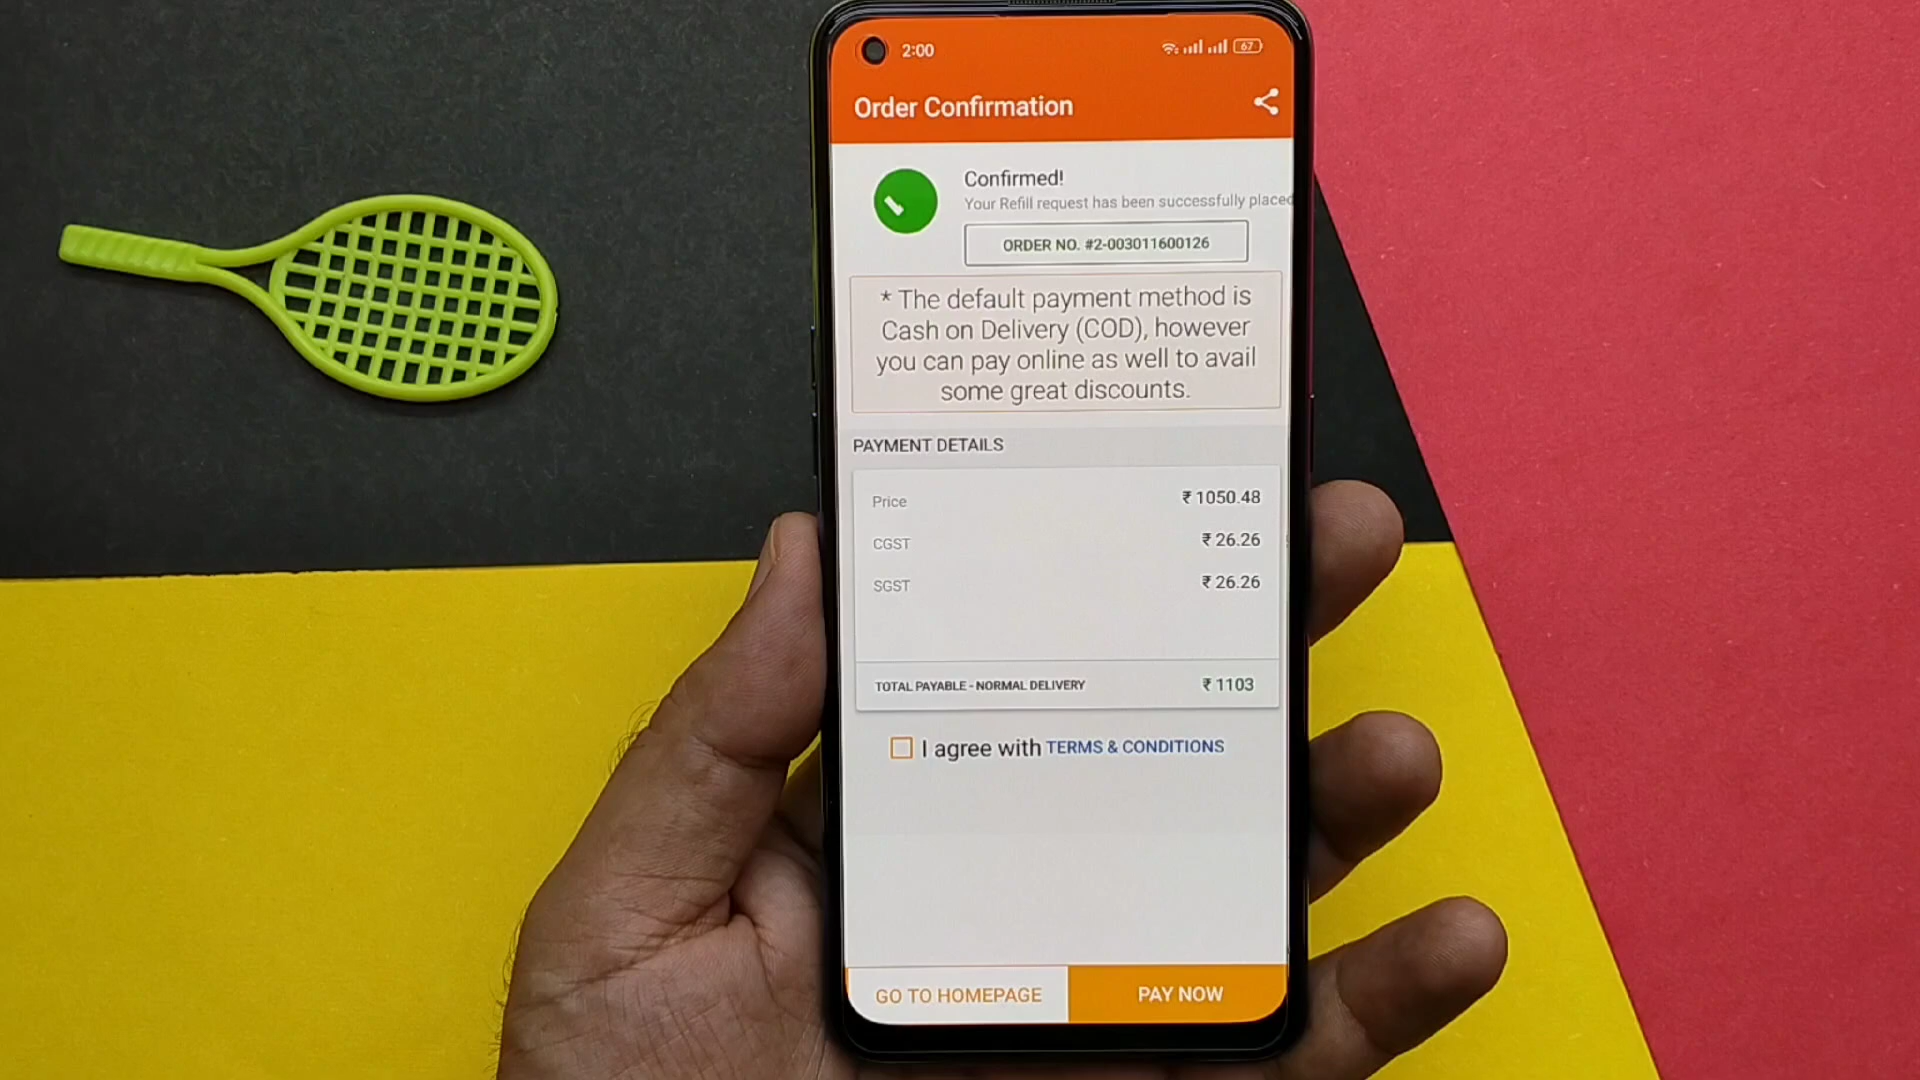 2:00
67
Order Confirmation
Confirmed!
Your Refill request has been successfully placed
ORDER NO. #2-003011600126
* The default payment method is
Cash on Delivery (COD), however
you can pay online as well to avail
some great discounts.
PAYMENT DETAILS
Price ₹ 1050.48
CGST ₹ 26.26
SGST ₹ 26.26
TOTAL PAYABLE - NORMAL DELIVERY ₹ 1103
I agree with TERMS & CONDITIONS
GO TO HOMEPAGE PAY NOW